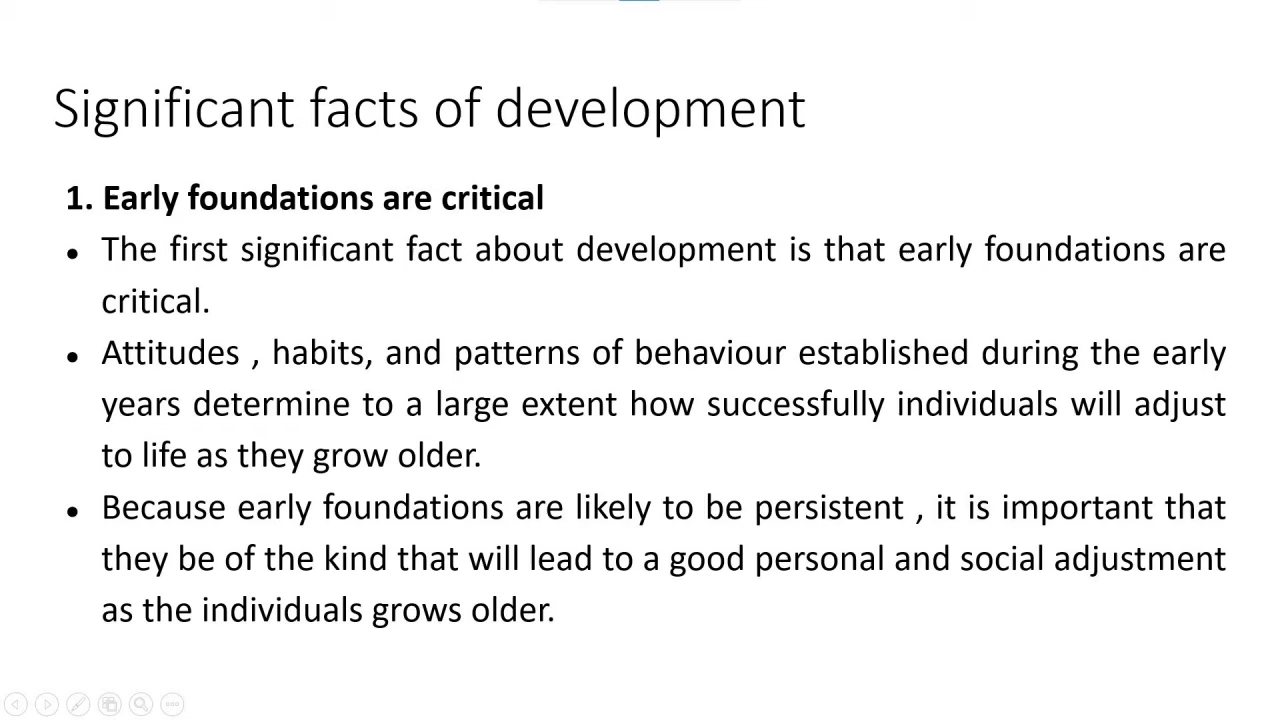 Significant facts of development
1. Early foundations are critical
● The first significant fact about development is that early foundations are
critical.
● Attitudes , habits, and patterns of behaviour established during the early
years determine to a large extent how successfully individuals will adjust
to life as they grow older.
● Because early foundations are likely to be persistent , it is important that
they be of the kind that will lead to a good personal and social adjustment
as the individuals grows older.